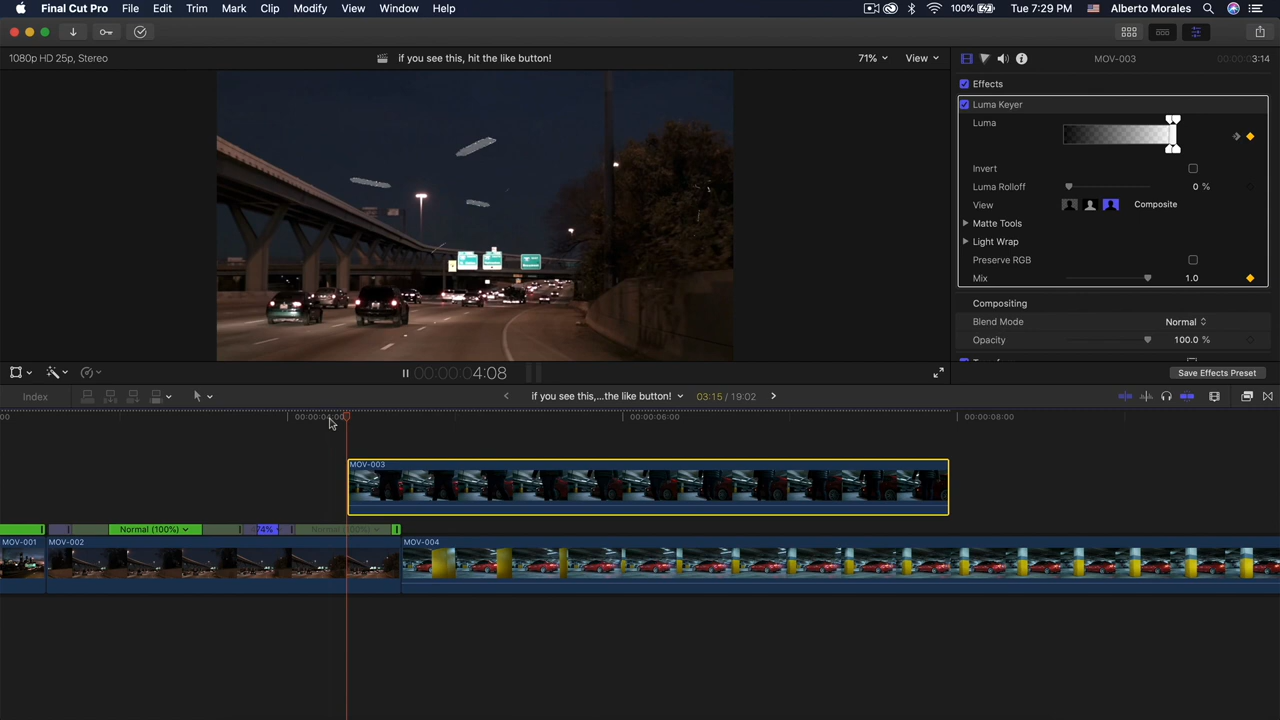 Final Cut Pro File Edit Trim Mark Clip Modify View Window Help 100% Tue 7:29 PM Alberto Morales
1080p HD 25p, Stereo if you see this, hit the like button! 71% View MOV-003 00:00:03:14
Effects
Luma Keyer
Luma
Invert
Luma Rolloff 0 %
View Composite
Matte Tools
Light Wrap
Preserve RGB
Mix 1.0
Compositing
Blend Mode Normal
Opacity 100.0 %
00:00:00:04:08 Save Effects Preset
Index if you see this,...the like button! 03:15 / 19:02
00:00:04:00 00:00:06:00 00:00:08:00
MOV-003
Normal (100%) 74% Normal (100%)
MOV-001 MOV-002 MOV-004